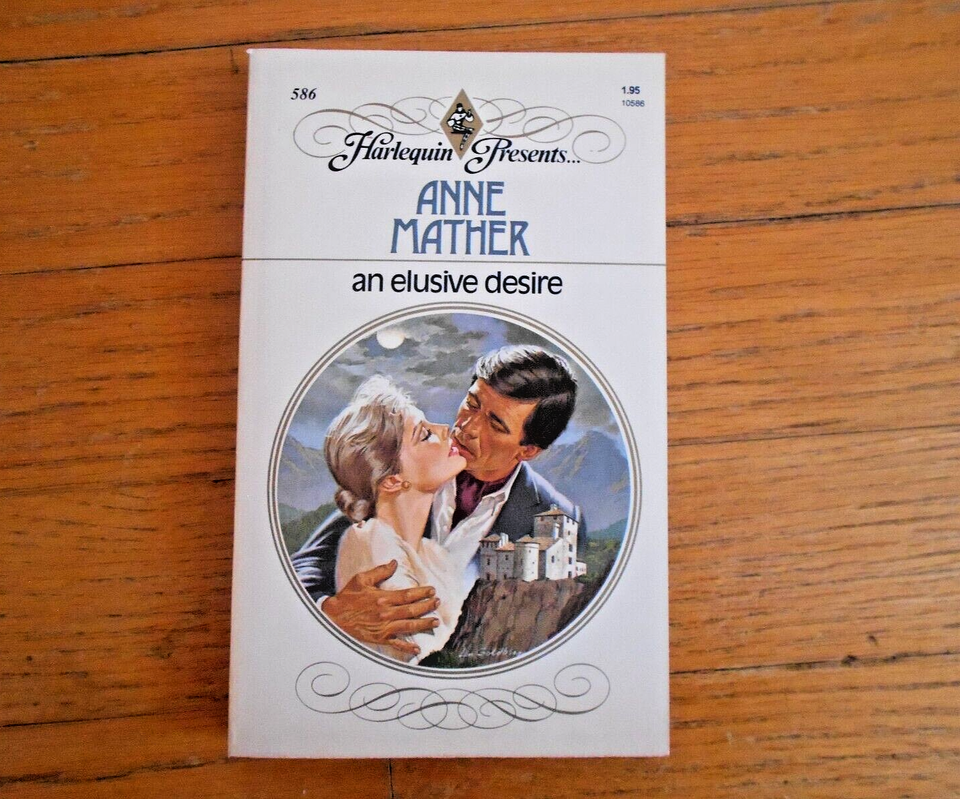 586
1.95
10586
Harlequin Presents...
ANNE
MATHER
an elusive desire